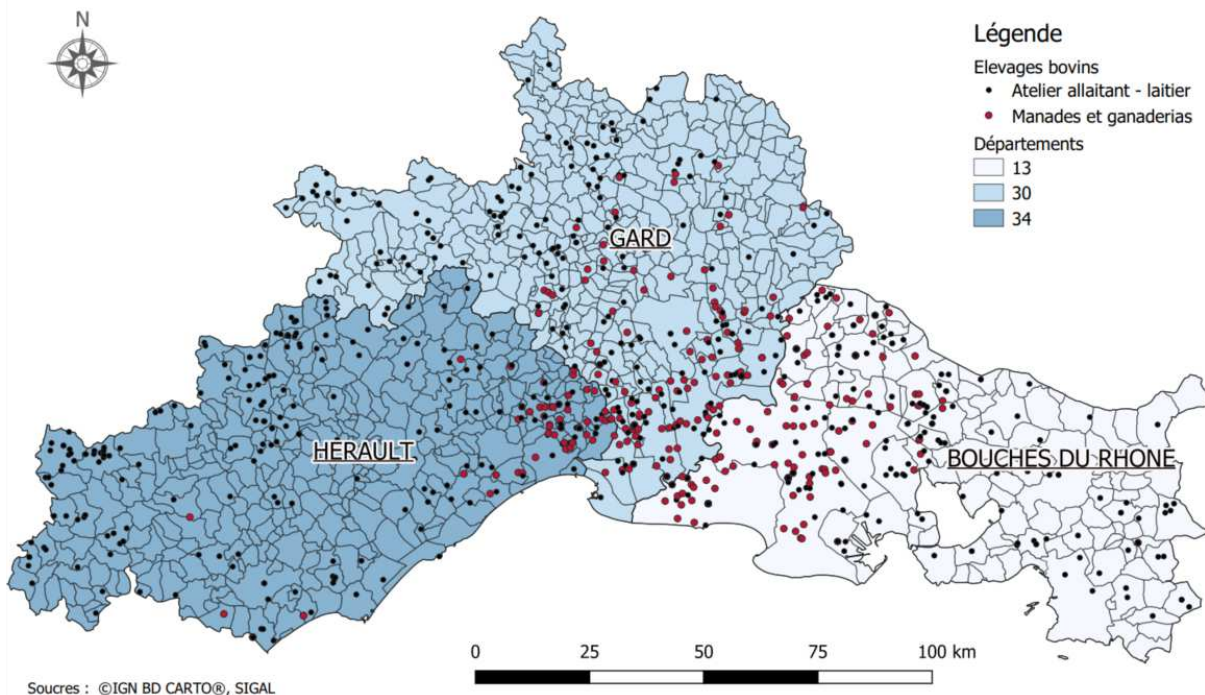 N
Légende
Elevages bovins
Atelier allaitant - laitier
Manades et ganaderias
Départements
13
30
34
GARD
HERAULT
BOUCHES DU RHONE
0 25 50 75 100 km
Soucres : ©IGN BD CARTO®, SIGAL